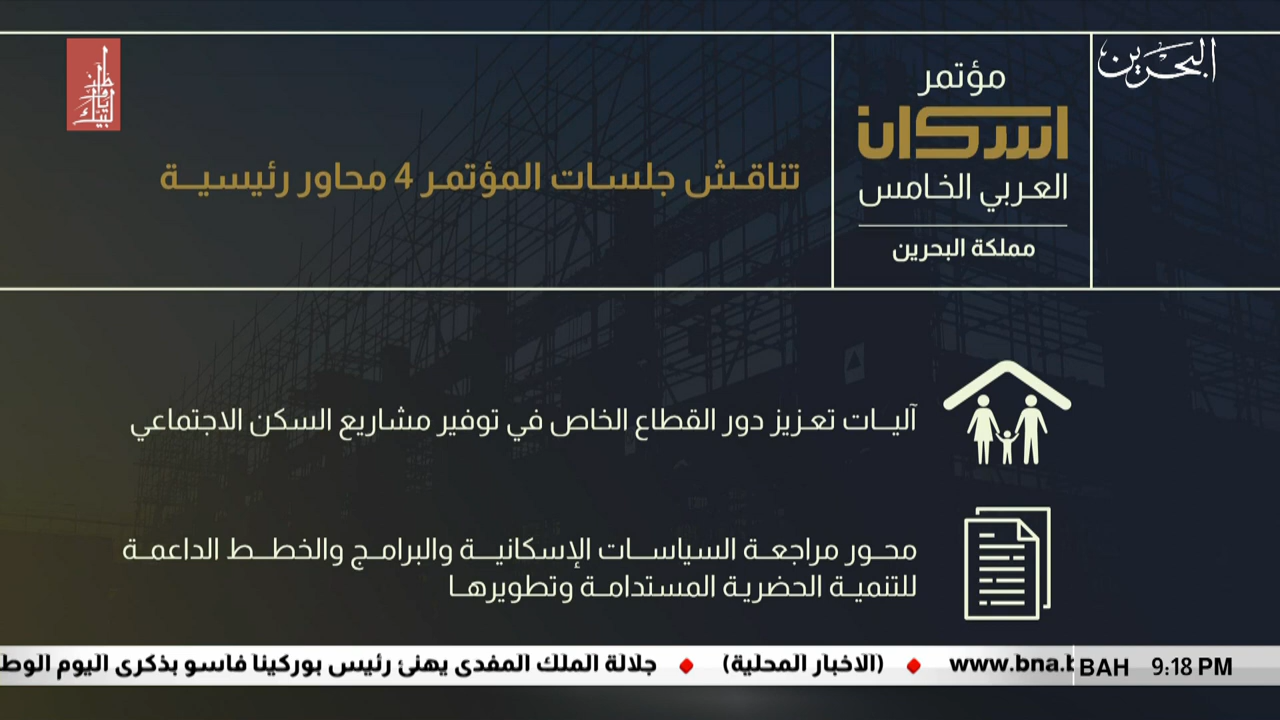 البحرين
مؤتمر
اسكان
العربي الخامس
مملكة البحرين
تناقش جلسات المؤتمر 4 محاور رئيسية
آليات تعزيز دور القطاع الخاص في توفير مشاريع السكن الاجتماعي
محور مراجعة السياسات الإسكانية والبرامج والخطط الداعمة
للتنمية الحضرية المستدامة وتطويرها
www.bna.b (الاخبار المحلية) جلالة الملك المفدى يهنئ رئيس بوركينا فاسو بذكرى اليوم الوط
BAH 9:18 PM